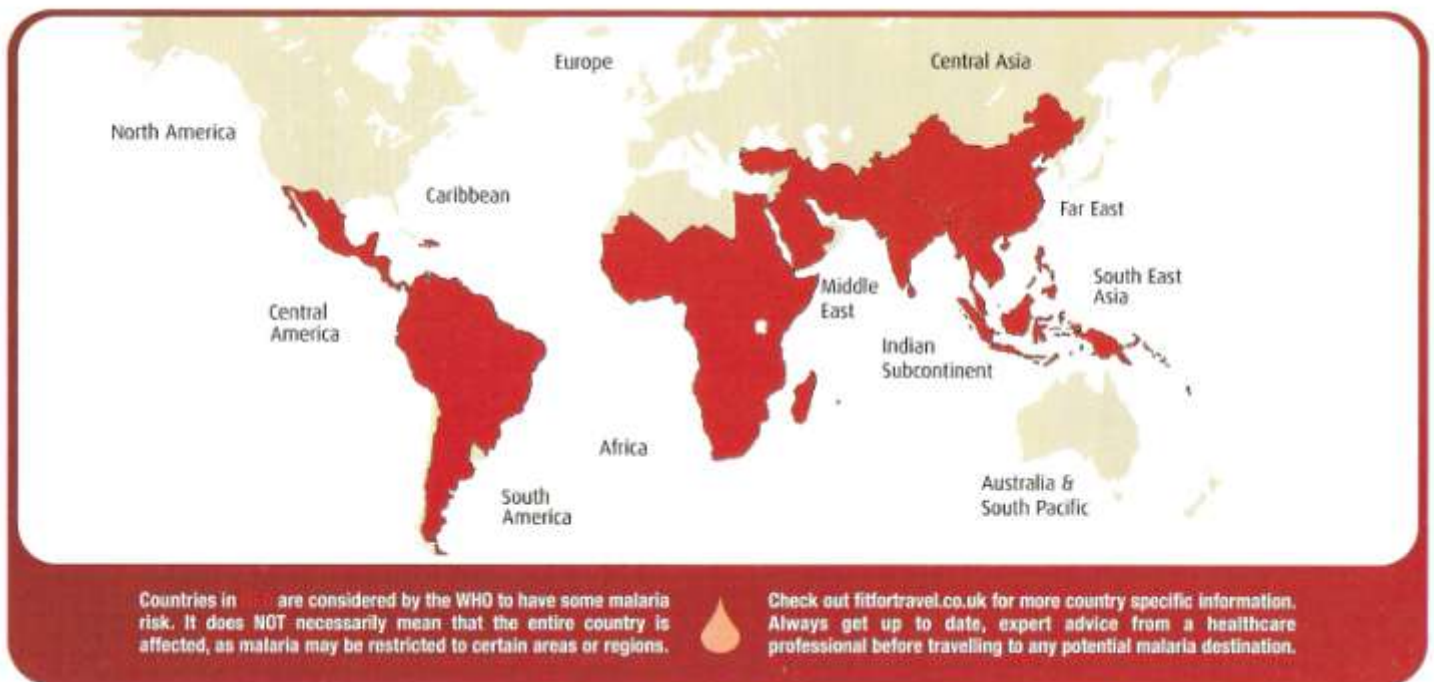 Europe
Central Asia
North America
Caribbean
Far East
South East
Asia
Middle
East
Central
America
Indian
Subcontinent
Africa
Australia &
South Pacific
South
America
Countries in red are considered by the WHO to have some malaria
risk. It does NOT necessarily mean that the entire country is
affected, as malaria may be restricted to certain areas or regions.
Check out fitfortravel.co.uk for more country specific information.
Always get up to date, expert advice from a healthcare
professional before travelling to any potential malaria destination.